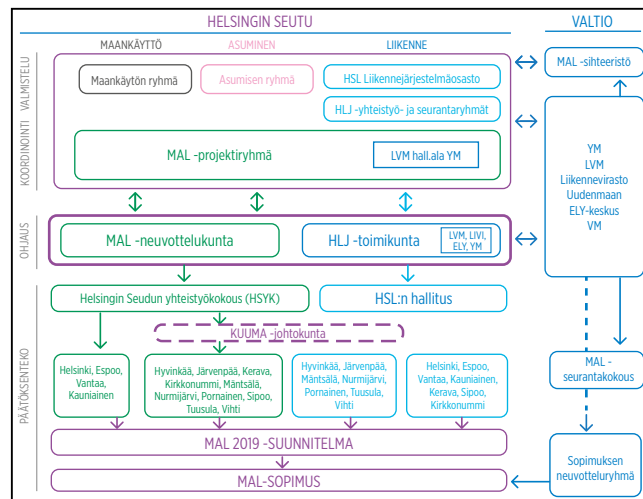 HELSINGIN SEUTU
VALTIO
MAANKÄYTTÖ
ASUMINEN
LIIKENNE
VALMISTELU
KOORDINOINTI
OHJAUS
PÄÄTÖKSENTEKO
Maankäytön ryhmä
Asumisen ryhmä
HSL Liikennejärjestelmäosasto
HLJ -yhteistyö- ja seurantaryhmät
MAL -projektiryhmä
LVM hall.ala YM
MAL -sihteeristö
YM
LVM
Liikennevirasto
Uudenmaan
ELY-keskus
VM
MAL -neuvottelukunta
HLJ -toimikunta
LVM, LIVI,
ELY, YM
Helsingin Seudun yhteistyökokous (HSYK)
HSL:n hallitus
KUUMA -johtokunta
Helsinki, Espoo,
Vantaa,
Kauniainen
Hyvinkää, Järvenpää, Kerava,
Kirkkonummi, Mäntsälä,
Nurmijärvi, Pornainen, Sipoo,
Tuusula, Vihti
Hyvinkää, Järvenpää,
Mäntsälä, Nurmijärvi,
Pornainen, Tuusula,
Vihti
Helsinki, Espoo,
Vantaa, Kauniainen,
Kerava, Sipoo,
Kirkkonummi
MAL -
seurantakokous
MAL 2019 -SUUNNITELMA
MAL-SOPIMUS
Sopimuksen
neuvotteluryhmä